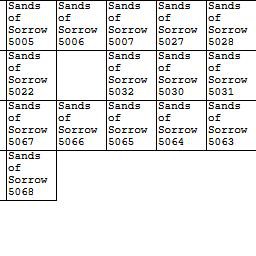 Sands Sands Sands Sands Sands
of of of of of
Sorrow Sorrow Sorrow Sorrow Sorrow
5005 5006 5007 5027 5028
Sands Sands Sands Sands
of of of of
Sorrow Sorrow Sorrow Sorrow
5022 5032 5030 5031
Sands Sands Sands Sands Sands
of of of of of
Sorrow Sorrow Sorrow Sorrow Sorrow
5067 5066 5065 5064 5063
Sands
of
Sorrow
5068